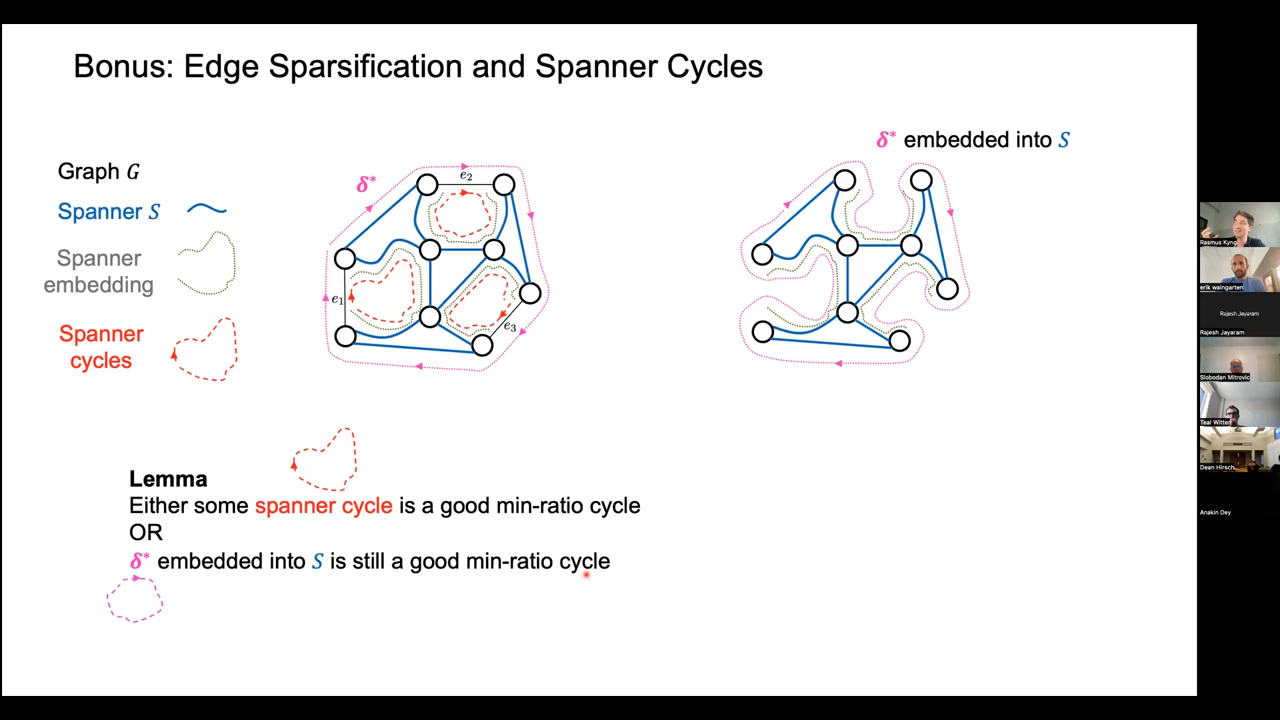 Bonus: Edge Sparsification and Spanner Cycles
δ* embedded into S
Graph G
Spanner S
Spanner
embedding
Spanner
cycles
δ*
e₂
e₁
e₃
Lemma
Either some spanner cycle is a good min-ratio cycle
OR
δ* embedded into S is still a good min-ratio cycle
Rasmus Kyng
erik waingarten
Rajesh Jayaram
Rajesh Jayaram
Slobodan Mitrovic
Teal Witter
Dean Hirsch
Anakin Dey